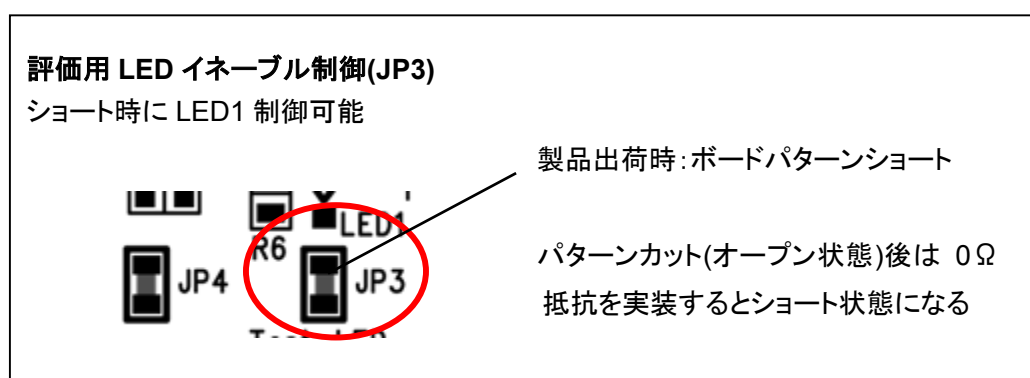 評価用 LED イネーブル制御(JP3)
ショート時に LED1 制御可能
製品出荷時：ボードパターンショート
LED1
R6
JP4
JP3
パターンカット(オープン状態)後は 0Ω
抵抗を実装するとショート状態になる